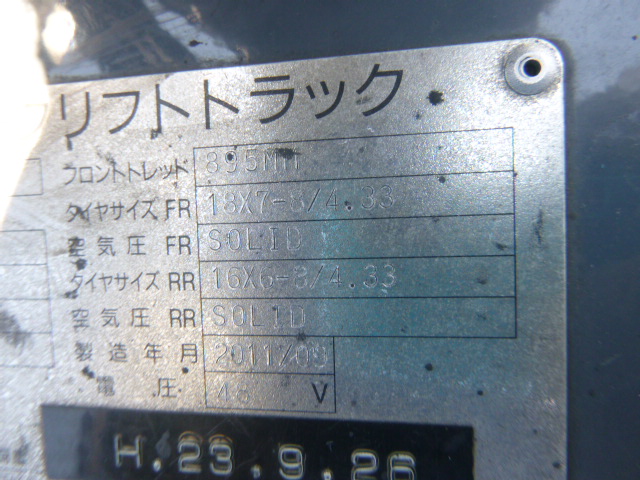 リフトトラック
フロントトレッド 895MM
タイヤサイズ FR 18X7-8/4.33
空気圧 FR SOLID
タイヤサイズ RR 16X6-8/4.33
空気圧 RR SOLID
製造年月 2011/09
電圧 48 V
H.23.9.26